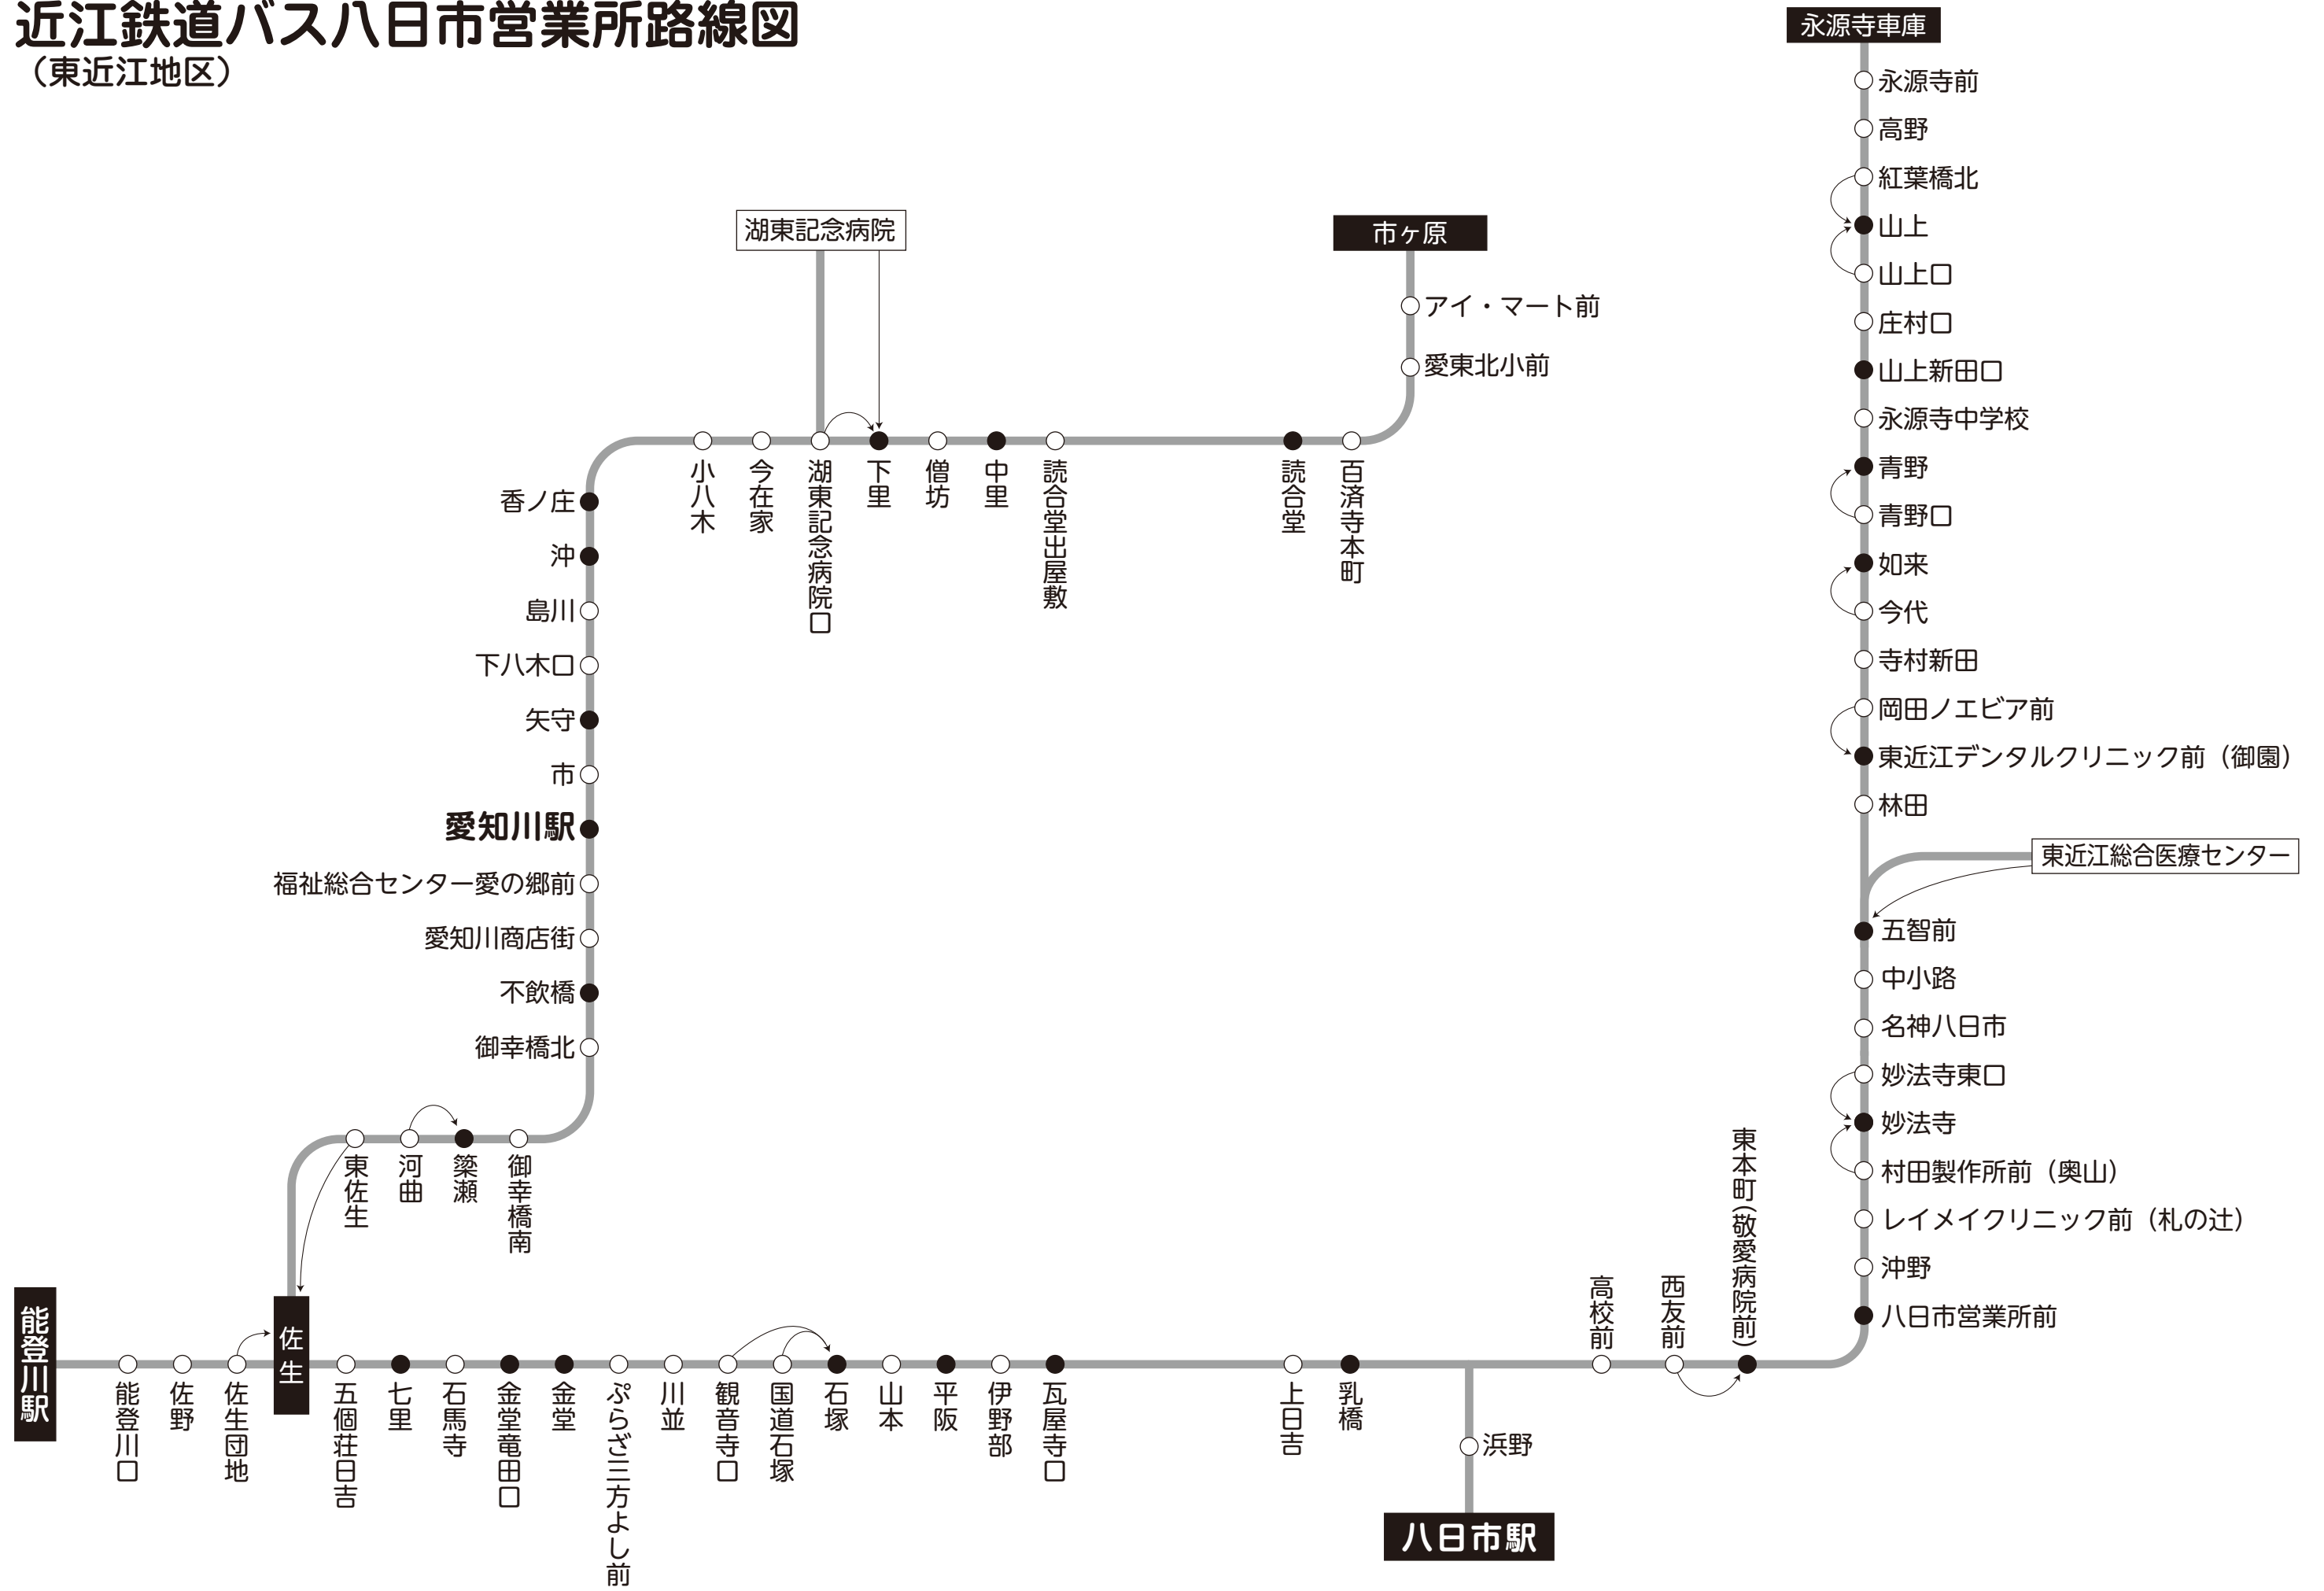 近江鉄道バス八日市営業所路線図
（東近江地区）
永源寺車庫
永源寺前
高野
紅葉橋北
山上
山上口
庄村口
山上新田口
永源寺中学校
青野
青野口
如来
今代
寺村新田
岡田ノエビア前
東近江デンタルクリニック前（御園）
林田
東近江総合医療センター
五智前
中小路
名神八日市
妙法寺東口
妙法寺
村田製作所前（奥山）
レイメイクリニック前（札の辻）
沖野
八日市営業所前
湖東記念病院
市ヶ原
アイ・マート前
愛東北小前
小八木
今在家
湖東記念病院口
下里
僧坊
中里
読合堂出屋敷
読合堂
百済寺本町
香ノ庄
沖
島川
下八木口
矢守
市
愛知川駅
福祉総合センター愛の郷前
愛知川商店街
不飲橋
御幸橋北
東佐生
河曲
簗瀬
御幸橋南
能登川駅
能登川口
佐野
佐生団地
佐生
五個荘日吉
七里
石馬寺
金堂竜田口
金堂
ぷらざ三方よし前
川並
観音寺口
国道石塚
石塚
山本
平阪
伊野部
瓦屋寺口
上日吉
乳橋
高校前
西友前
東本町(敬愛病院前)
浜野
八日市駅